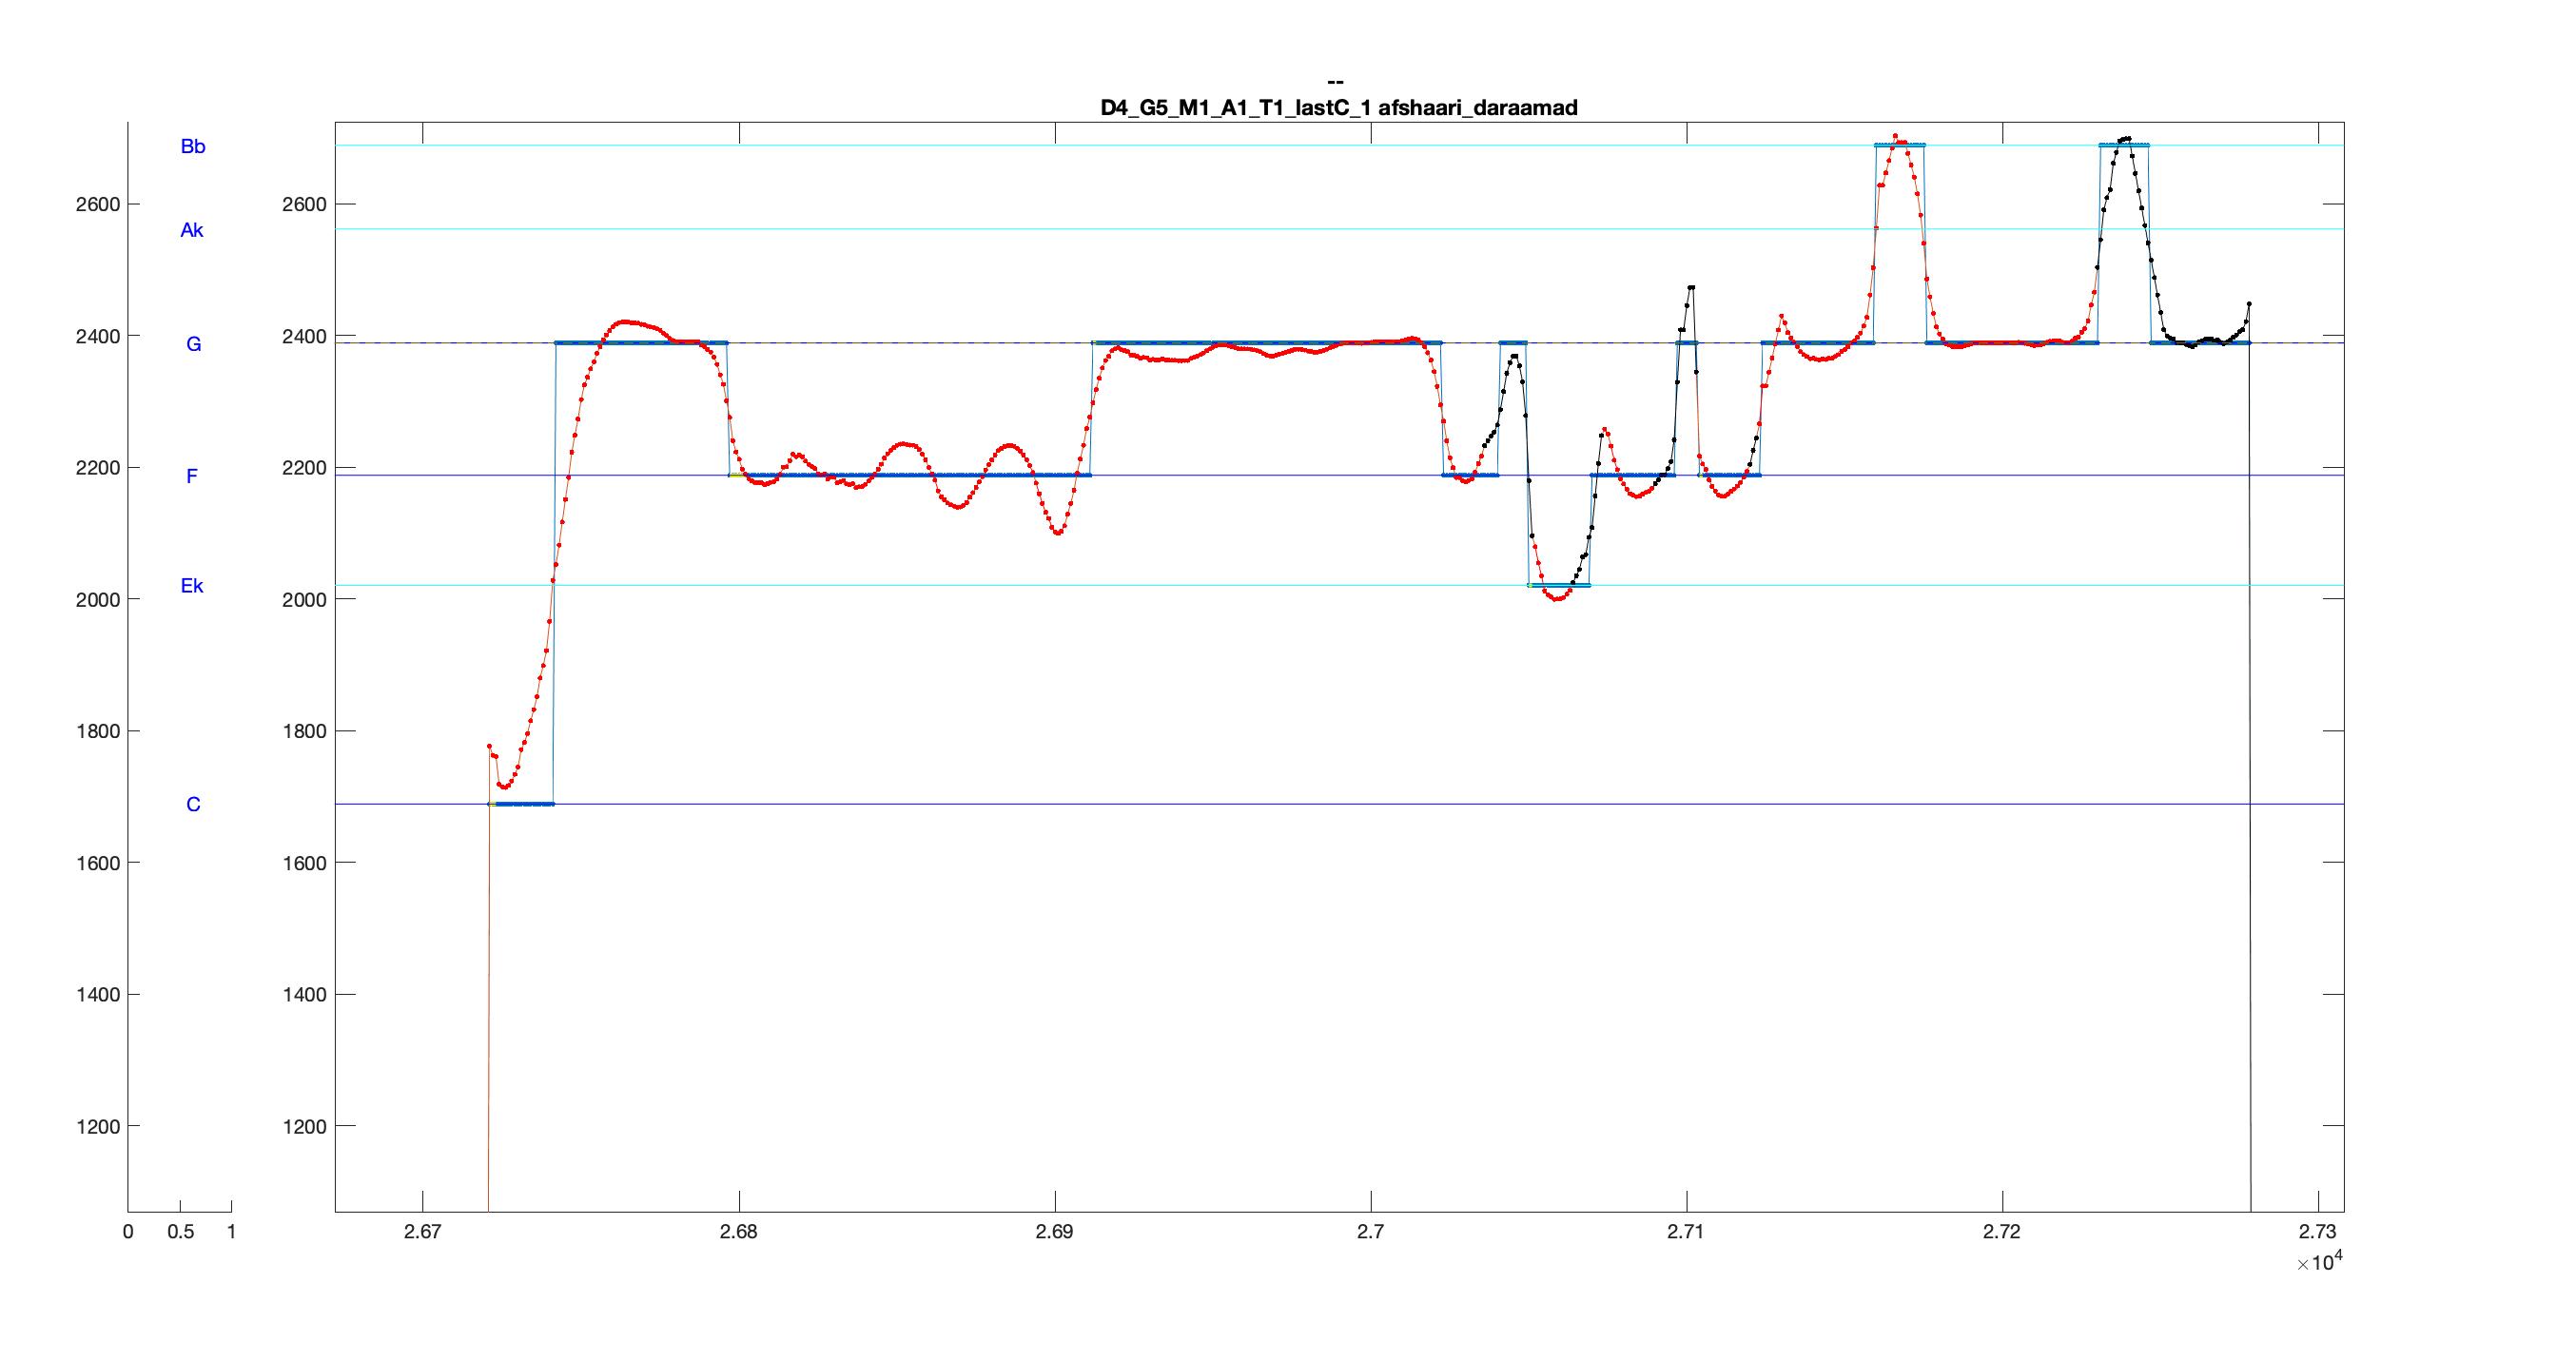 --
D4_G5_M1_A1_T1_lastC_1 afshaari_daraamad
Bb
2600 2600
Ak
2400 2400
G
2200 2200
F
2000 2000
Ek
1800 1800
C
1600 1600
1400 1400
1200 1200
0 0.5 1 2.67 2.68 2.69 2.7 2.71 2.72 2.73
×10⁴